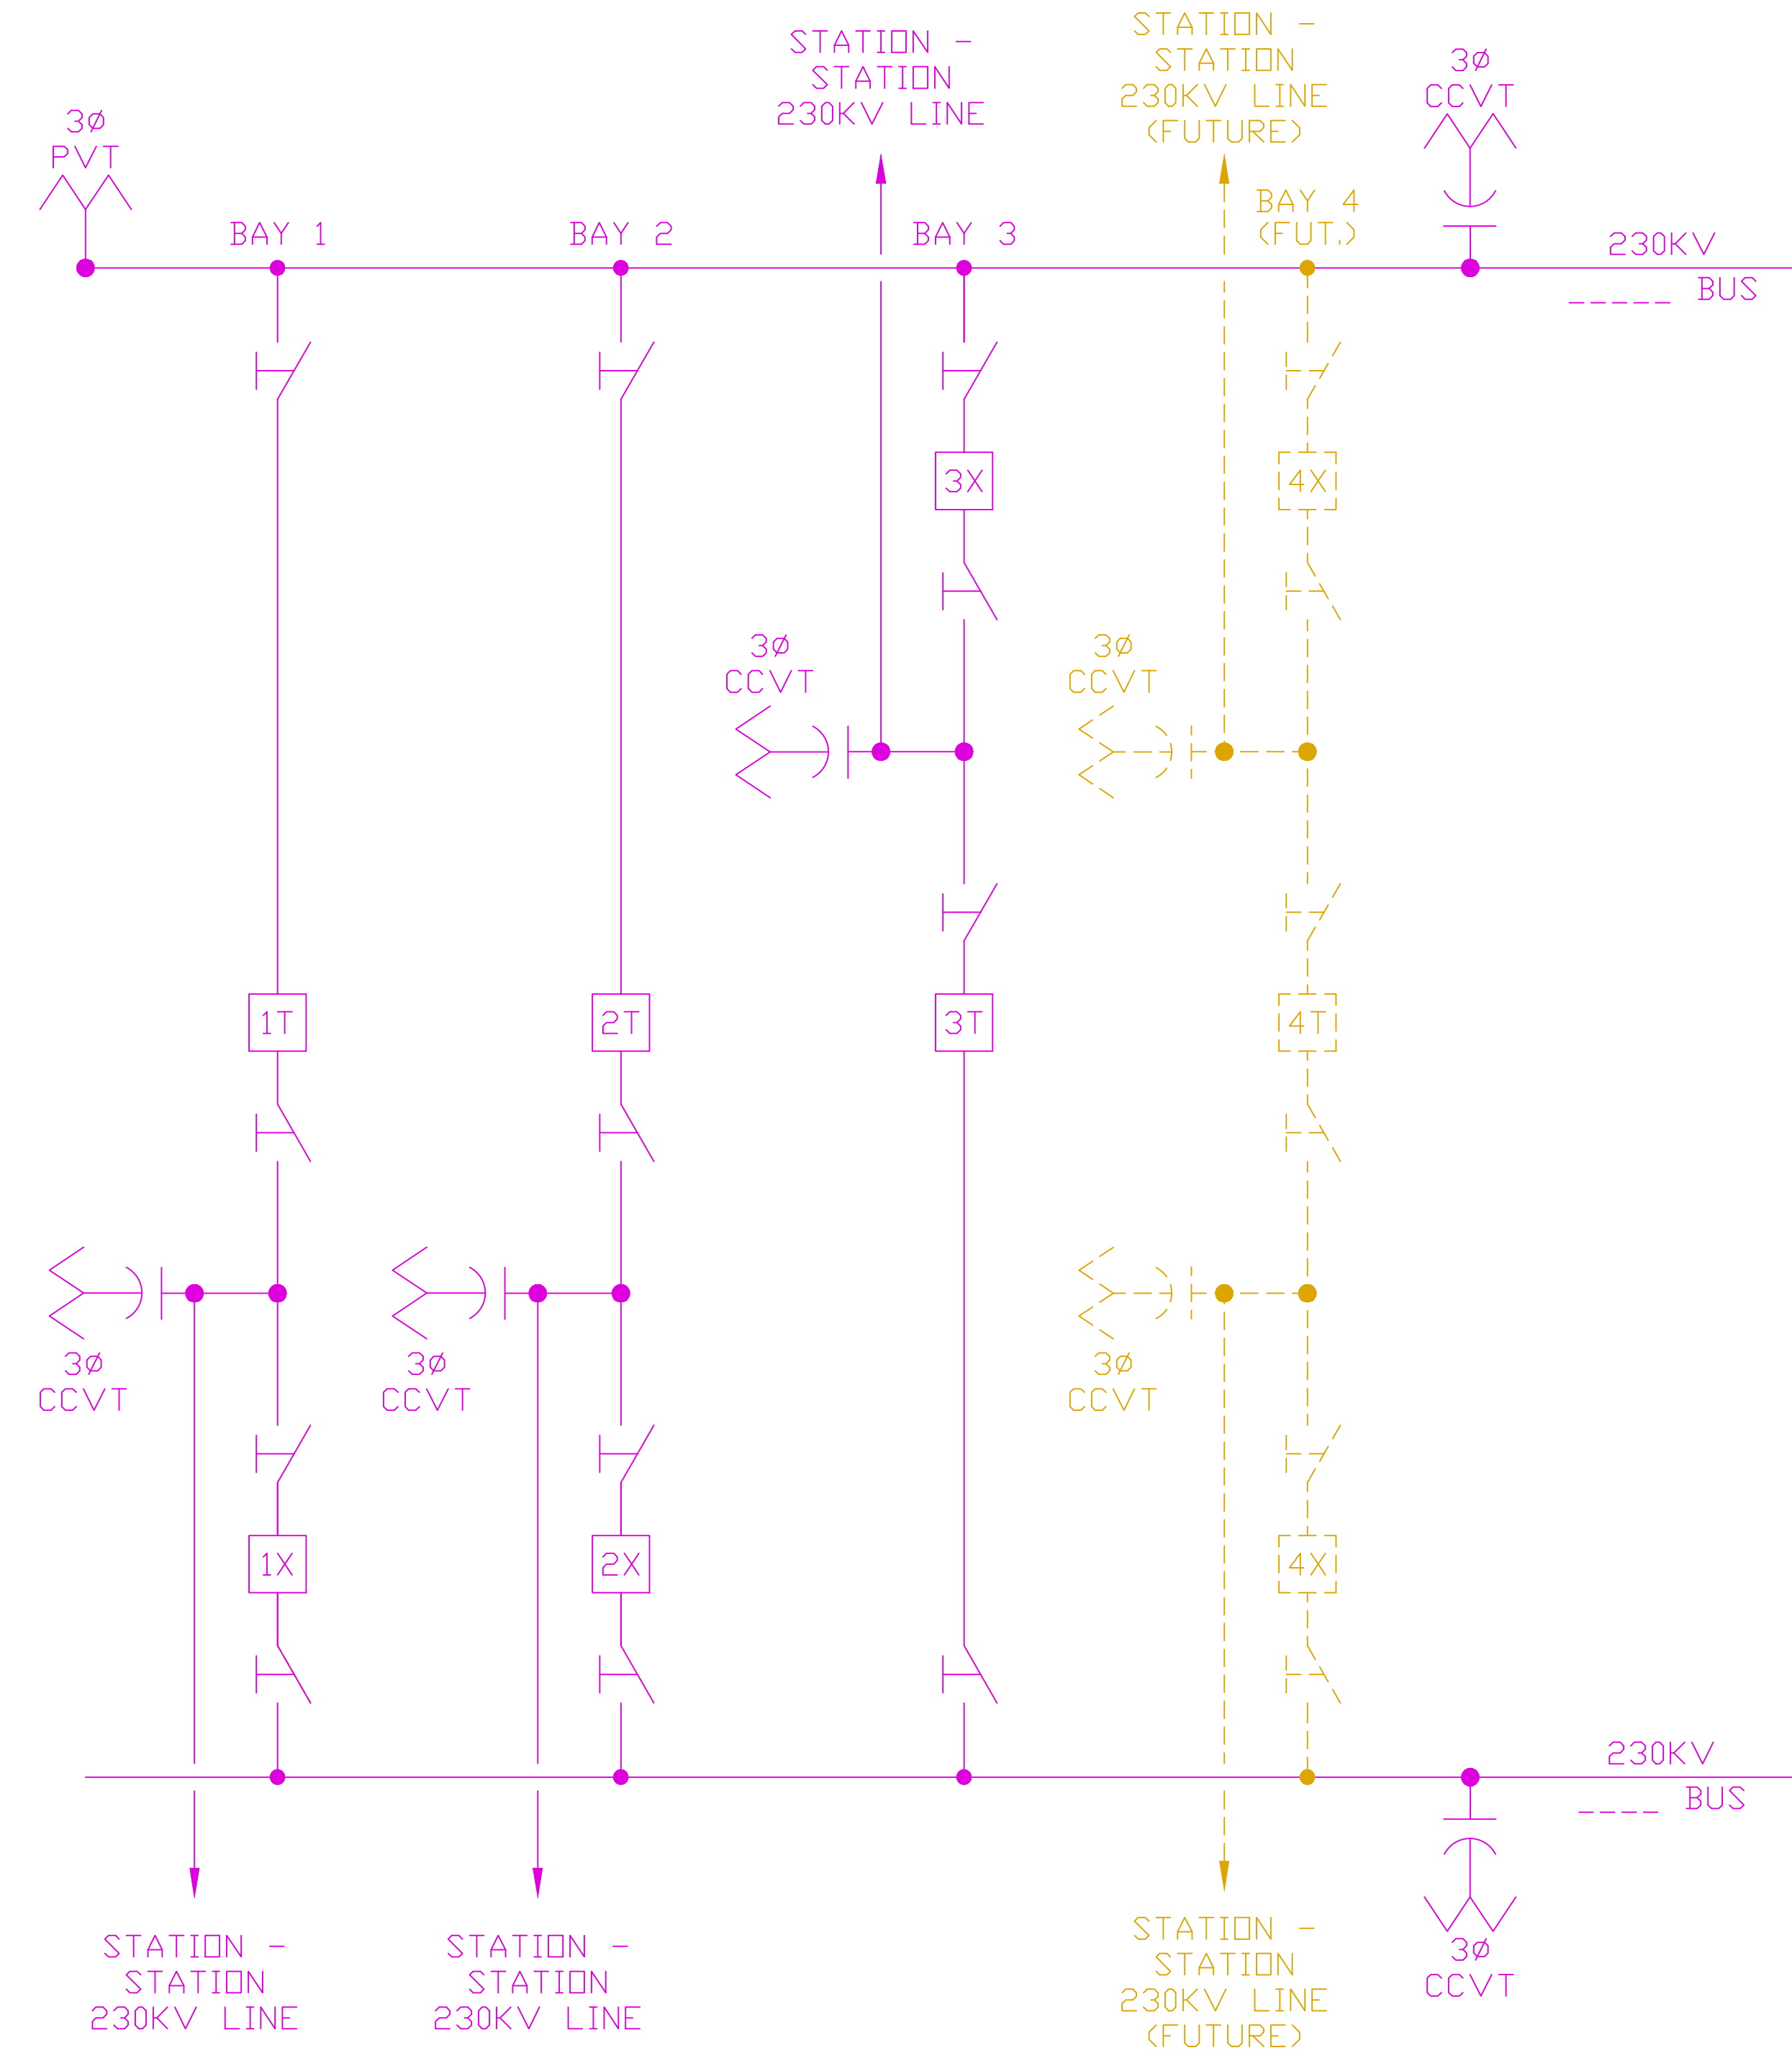 STATION -
STATION
230KV LINE
STATION -
STATION
230KV LINE
(FUTURE)
3Ø
CCVT
3Ø
PVT
BAY 1
BAY 2
BAY 3
BAY 4
(FUT.)
230KV
_____ BUS
3X
4X
3Ø
CCVT
3Ø
CCVT
1T
2T
3T
4T
3Ø
CCVT
3Ø
CCVT
3Ø
CCVT
1X
2X
4X
230KV
____ BUS
STATION -
STATION
230KV LINE
STATION -
STATION
230KV LINE
STATION -
STATION
230KV LINE
(FUTURE)
3Ø
CCVT